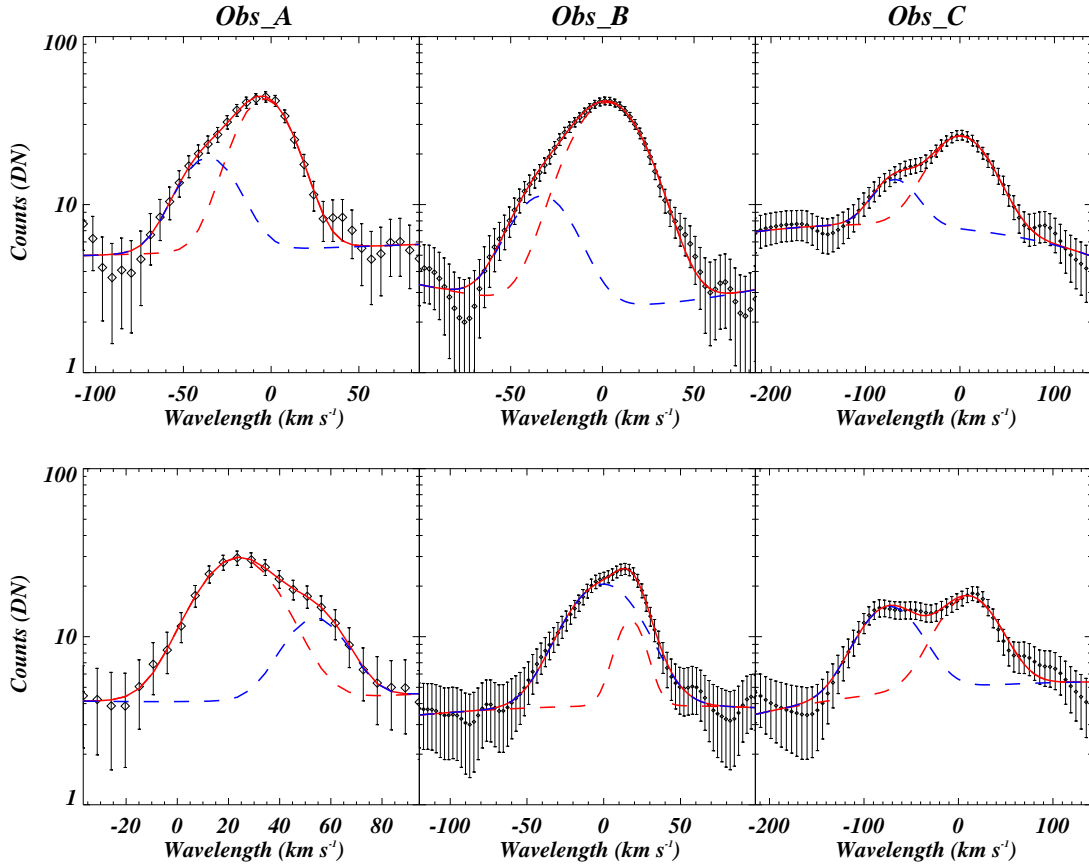 Obs_A Obs_B Obs_C
100
10
1
Counts (DN)
-100 -50 0 50
-50 0 50
-200 -100 0 100
Wavelength (km s-1) Wavelength (km s-1) Wavelength (km s-1)
100
10
1
Counts (DN)
-20 0 20 40 60 80
-100 -50 0 50
-200 -100 0 100
Wavelength (km s-1) Wavelength (km s-1) Wavelength (km s-1)